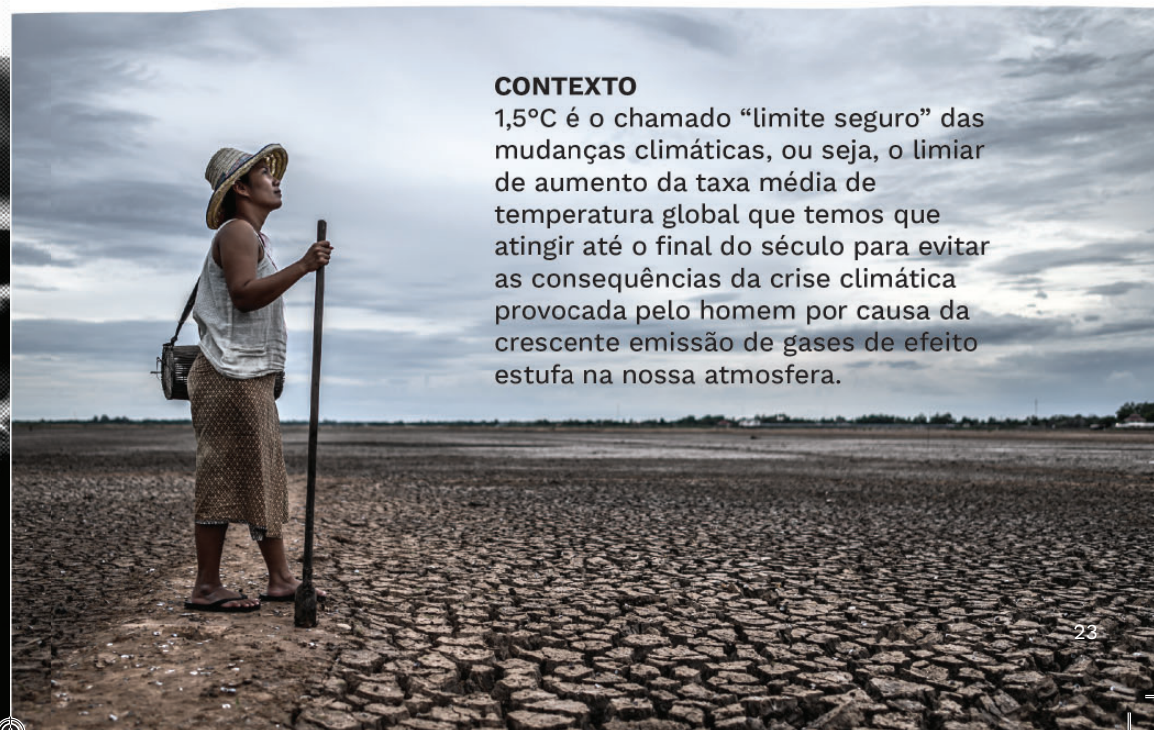 CONTEXTO
1,5°C é o chamado “limite seguro” das
mudanças climáticas, ou seja, o limiar
de aumento da taxa média de
temperatura global que temos que
atingir até o final do século para evitar
as consequências da crise climática
provocada pelo homem por causa da
crescente emissão de gases de efeito
estufa na nossa atmosfera.
23